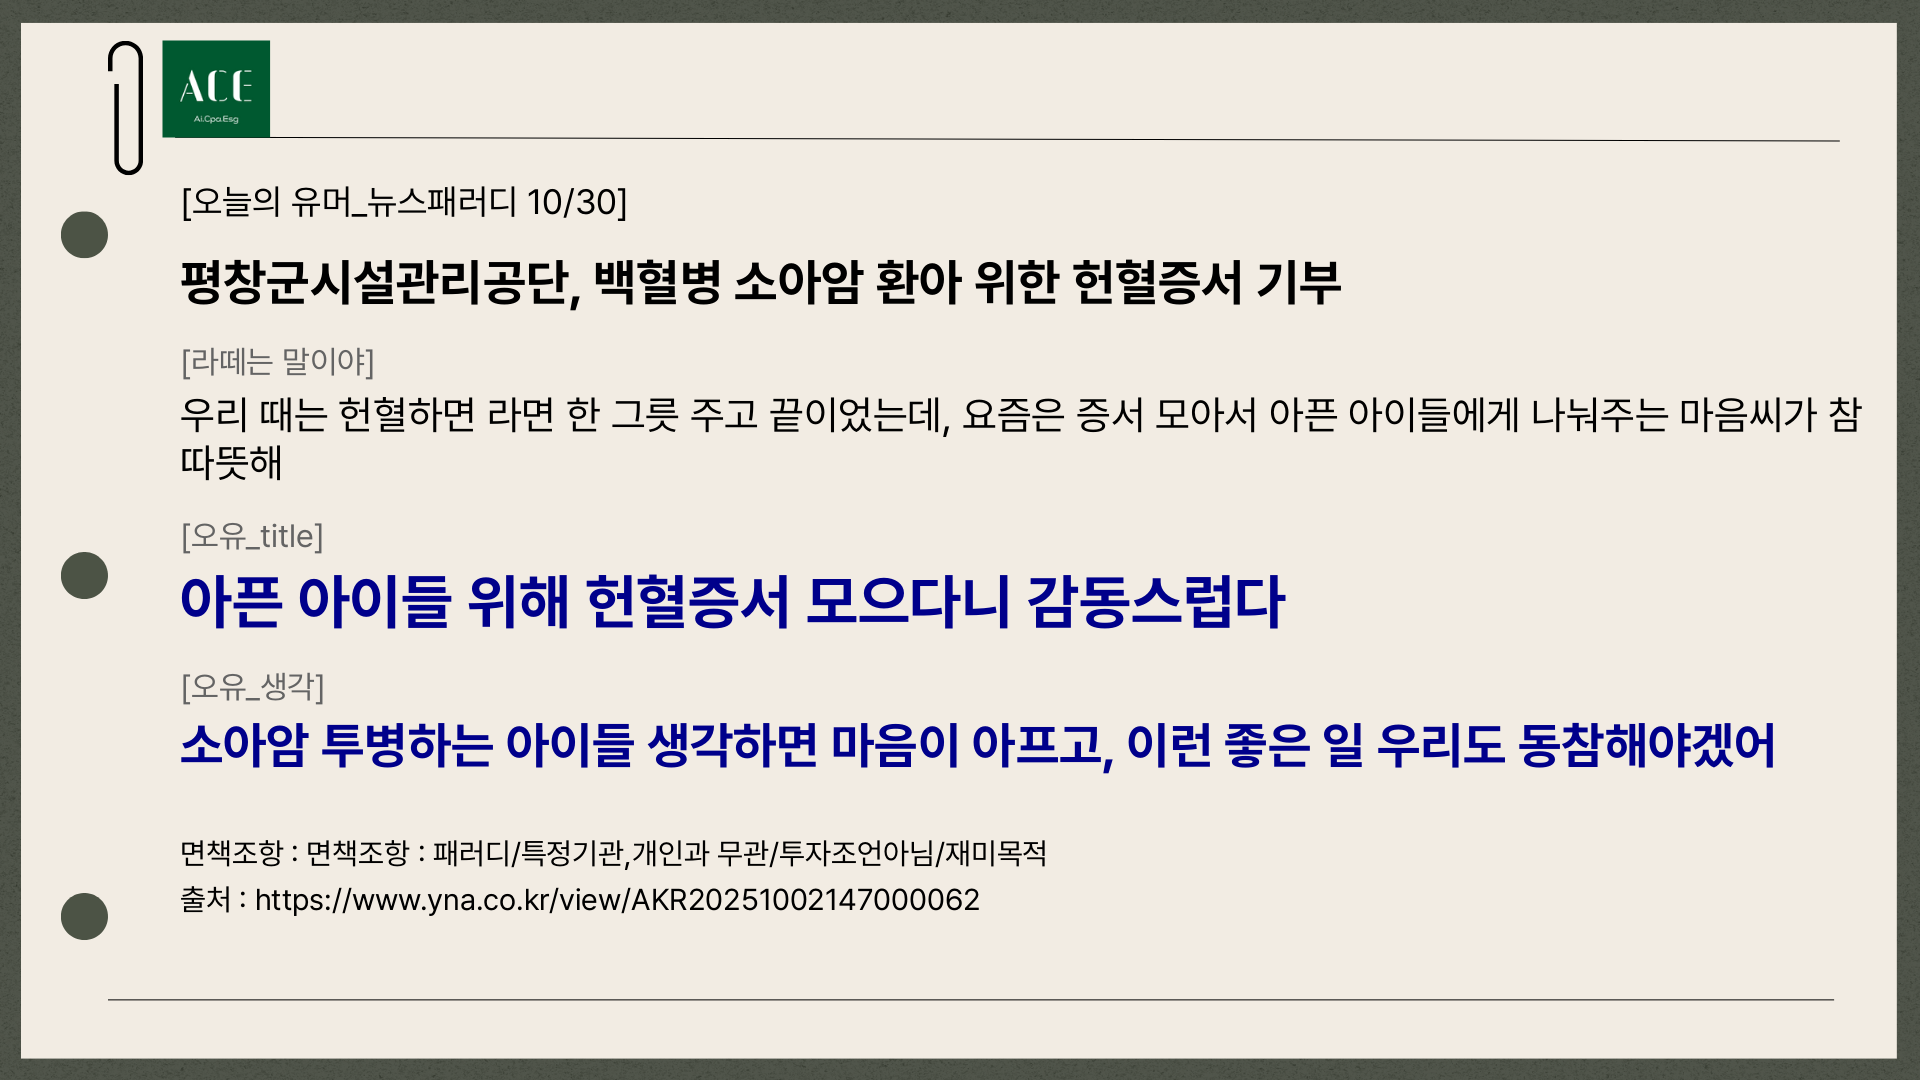 ACE
Ai.Cpa.Esg
[오늘의 유머_뉴스패러디 10/30]
평창군시설관리공단, 백혈병 소아암 환아 위한 헌혈증서 기부
[라떼는 말이야]
우리 때는 헌혈하면 라면 한 그릇 주고 끝이었는데, 요즘은 증서 모아서 아픈 아이들에게 나눠주는 마음씨가 참
따뜻해
[오유_title]
아픈 아이들 위해 헌혈증서 모으다니 감동스럽다
[오유_생각]
소아암 투병하는 아이들 생각하면 마음이 아프고, 이런 좋은 일 우리도 동참해야겠어
면책조항 : 면책조항 : 패러디/특정기관,개인과 무관/투자조언아님/재미목적
출처 : https://www.yna.co.kr/view/AKR20251002147000062